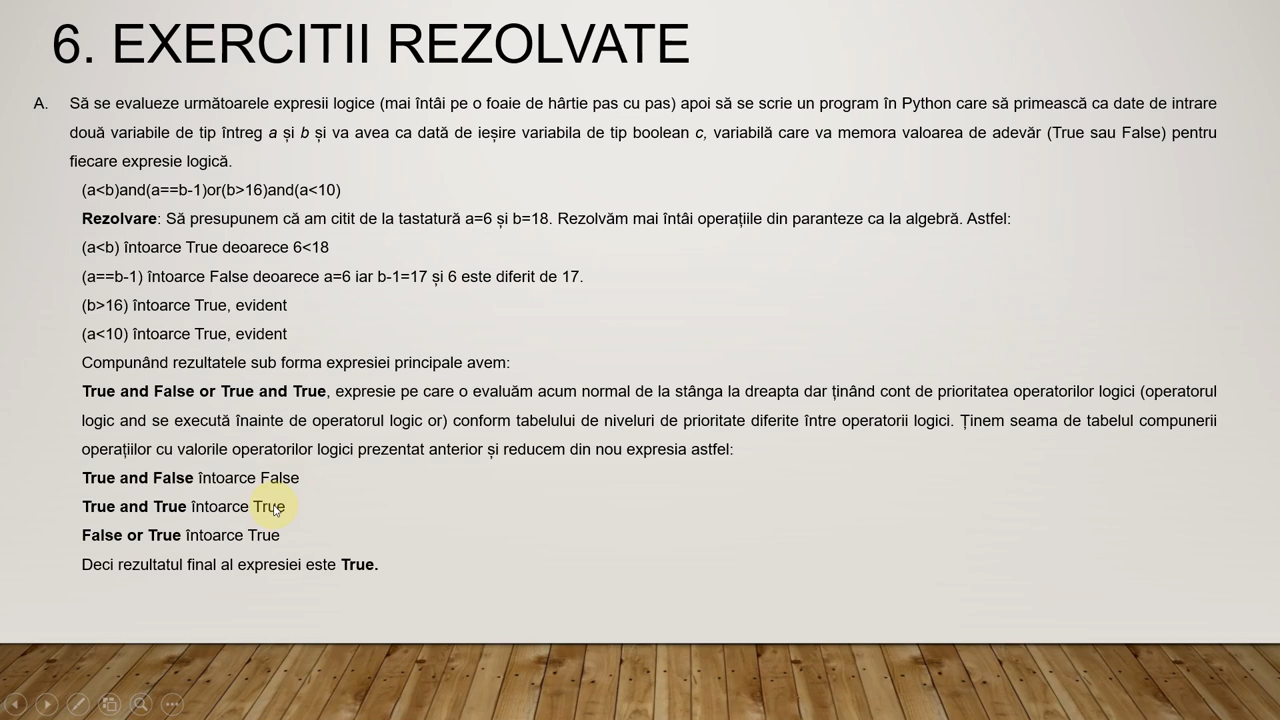 6. EXERCITII REZOLVATE
A. Să se evalueze următoarele expresii logice (mai întâi pe o foaie de hârtie pas cu pas) apoi să se scrie un program în Python care să primească ca date de intrare
două variabile de tip întreg a și b și va avea ca dată de ieșire variabila de tip boolean c, variabilă care va memora valoarea de adevăr (True sau False) pentru
fiecare expresie logică.
(a<b)and(a==b-1)or(b>16)and(a<10)
Rezolvare: Să presupunem că am citit de la tastatură a=6 și b=18. Rezolvăm mai întâi operațiile din paranteze ca la algebră. Astfel:
(a<b) întoarce True deoarece 6<18
(a==b-1) întoarce False deoarece a=6 iar b-1=17 și 6 este diferit de 17.
(b>16) întoarce True, evident
(a<10) întoarce True, evident
Compunând rezultatele sub forma expresiei principale avem:
True and False or True and True, expresie pe care o evaluăm acum normal de la stânga la dreapta dar ținând cont de prioritatea operatorilor logici (operatorul
logic and se execută înainte de operatorul logic or) conform tabelului de niveluri de prioritate diferite între operatorii logici. Ținem seama de tabelul compunerii
operațiilor cu valorile operatorilor logici prezentat anterior și reducem din nou expresia astfel:
True and False întoarce False
True and True întoarce True
False or True întoarce True
Deci rezultatul final al expresiei este True.